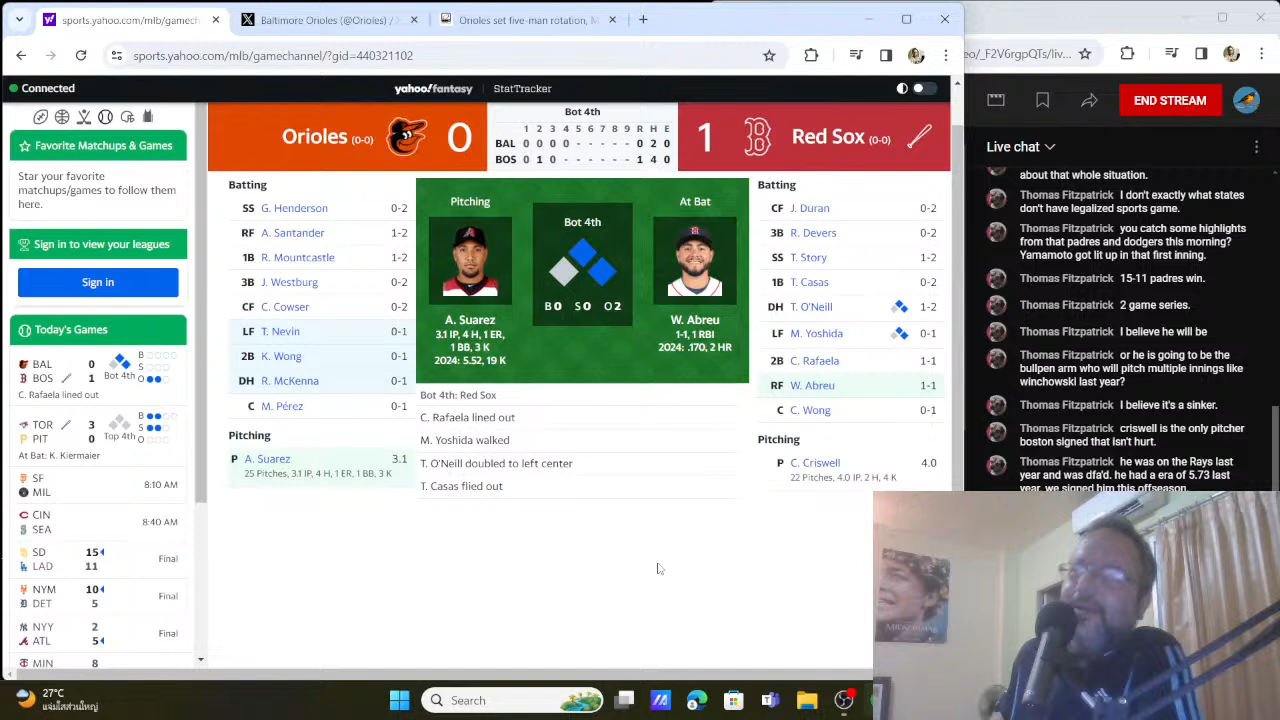 sports.yahoo.com/mlb/gamech
Baltimore Orioles (@Orioles) /
Orioles set five-man rotation, M
sports.yahoo.com/mlb/gamechannel/?gid=440321102
eo/_F2V6rgpQTs/liv...
Connected
yahoo!fantasy
StatTracker
END STREAM
Favorite Matchups & Games
Star your favorite
matchups/games to follow them
here.
Sign in to view your leagues
Sign in
Today's Games
BAL 0
BOS 1
Bot 4th
B
S
O
C. Rafaela lined out
TOR 3
PIT 0
Top 4th
B
S
O
At Bat: K. Kiermaier
SF
MIL
8:10 AM
CIN
SEA
8:40 AM
SD 15
LAD 11
Final
NYM 10
DET 5
Final
NYY 2
ATL 5
Final
MIN 8
Orioles (0-0)
0
Bot 4th
1 2 3 4 5 6 7 8 9 R H E
BAL 0 0 0 0 - - - - - 0 2 0
BOS 0 1 0 - - - - - - 1 4 0
1
B
Red Sox (0-0)
Batting
SS G. Henderson 0-2
RF A. Santander 1-2
1B R. Mountcastle 1-2
3B J. Westburg 0-2
CF C. Cowser 0-2
LF T. Nevin 0-1
2B K. Wong 0-1
DH R. McKenna 0-1
C M. Pérez 0-1
Pitching
P A. Suarez 3.1
25 Pitches, 3.1 IP, 4 H, 1 ER, 1 BB, 3 K
Pitching
A. Suarez
3.1 IP, 4 H, 1 ER,
1 BB, 3 K
2024: 5.52, 19 K
Bot 4th
B 0 S 0 O 2
At Bat
W. Abreu
1-1, 1 RBI
2024: .170, 2 HR
Bot 4th: Red Sox
C. Rafaela lined out
M. Yoshida walked
T. O'Neill doubled to left center
T. Casas flied out
Batting
CF J. Duran 0-2
3B R. Devers 0-2
SS T. Story 1-2
1B T. Casas 0-2
DH T. O'Neill 1-2
LF M. Yoshida 0-1
2B C. Rafaela 1-1
RF W. Abreu 1-1
C C. Wong 0-1
Pitching
P C. Criswell 4.0
22 Pitches, 4.0 IP, 2 H, 4 K
Live chat
about that whole situation.
Thomas Fitzpatrick I don't exactly what states
don't have legalized sports game.
Thomas Fitzpatrick
you catch some highlights
from that padres and dodgers this morning?
Yamamoto got lit up in that first inning.
Thomas Fitzpatrick 15-11 padres win.
Thomas Fitzpatrick 2 game series.
Thomas Fitzpatrick I believe he will be
Thomas Fitzpatrick or he is going to be the
bullpen arm who will pitch multiple innings like
winchowski last year?
Thomas Fitzpatrick I believe it's a sinker.
Thomas Fitzpatrick criswell is the only pitcher
boston signed that isn't hurt.
Thomas Fitzpatrick he was on the Rays last
year and was dfa'd. he had a era of 5.73 last
year, we signed him this offseason.
27°C
Search